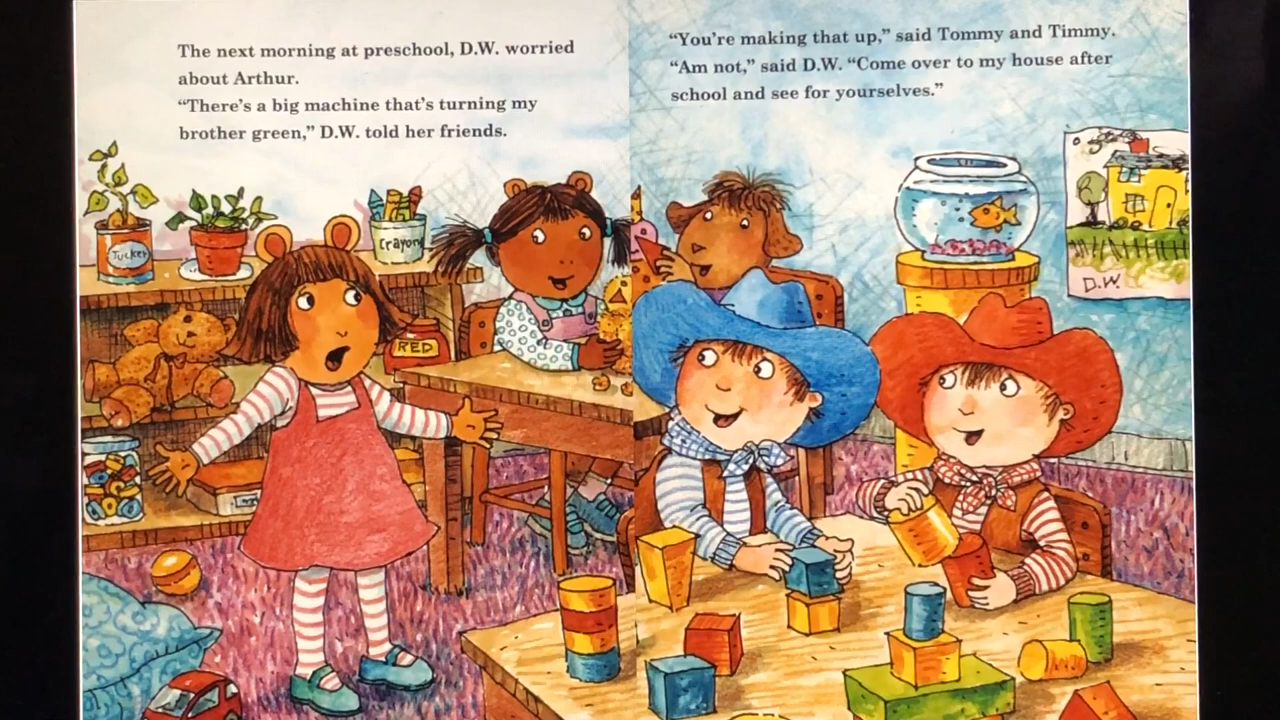 The next morning at preschool, D.W. worried
about Arthur.
“There’s a big machine that’s turning my
brother green,” D.W. told her friends.
“You’re making that up,” said Tommy and Timmy.
“Am not,” said D.W. “Come over to my house after
school and see for yourselves.”
Tucker
Crayon
RED
D.W.